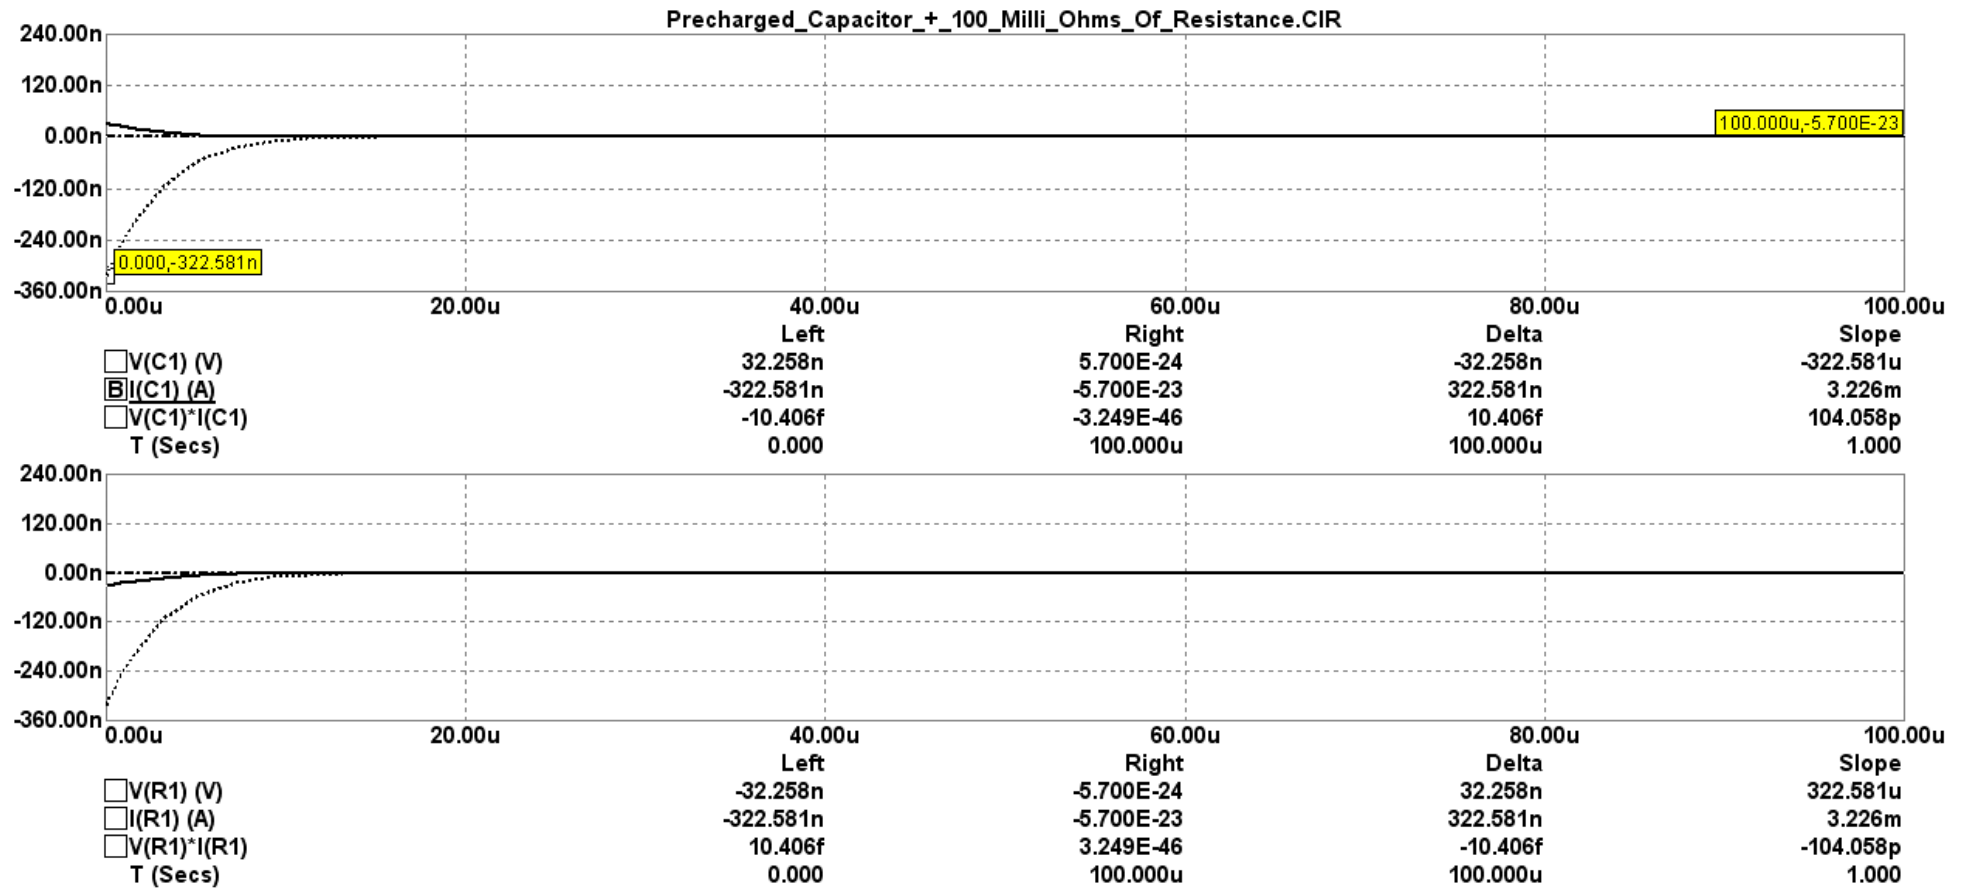 Precharged_Capacitor_+_100_Milli_Ohms_Of_Resistance.CIR
240.00n
120.00n
0.00n
100.000u,-5.700E-23
-120.00n
-240.00n
0.000,-322.581n
-360.00n
0.00u 20.00u 40.00u 60.00u 80.00u 100.00u
Left Right Delta Slope
V(C1) (V) 32.258n 5.700E-24 -32.258n -322.581u
B I(C1) (A) -322.581n -5.700E-23 322.581n 3.226m
V(C1)*I(C1) -10.406f -3.249E-46 10.406f 104.058p
T (Secs) 0.000 100.000u 100.000u 1.000
240.00n
120.00n
0.00n
-120.00n
-240.00n
-360.00n
0.00u 20.00u 40.00u 60.00u 80.00u 100.00u
Left Right Delta Slope
V(R1) (V) -32.258n -5.700E-24 32.258n 322.581u
I(R1) (A) -322.581n -5.700E-23 322.581n 3.226m
V(R1)*I(R1) 10.406f 3.249E-46 -10.406f -104.058p
T (Secs) 0.000 100.000u 100.000u 1.000